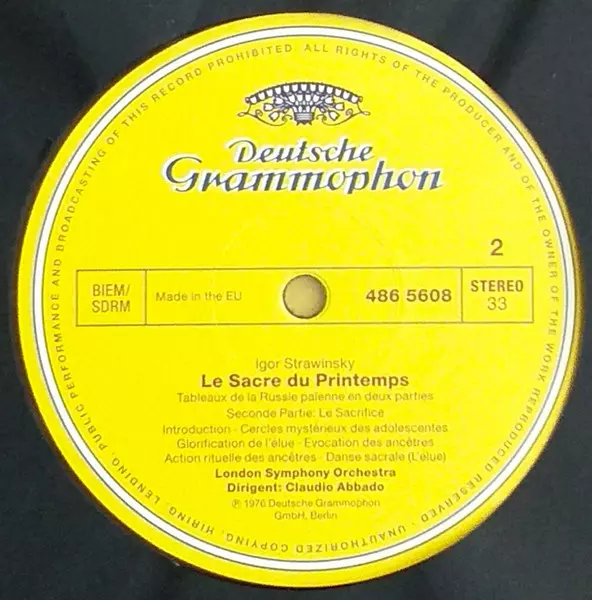 ALL RIGHTS OF THE PRODUCER AND OF THE OWNER OF THE WORK REPRODUCED RESERVED · UNAUTHORIZED COPYING, HIRING, LENDING, PUBLIC PERFORMANCE AND BROADCASTING OF THIS RECORD PROHIBITED.
Deutsche
Grammophon
2
BIEM/
SDRM
Made in the EU
486 5608
STEREO
33
Igor Strawinsky
Le Sacre du Printemps
Tableaux de la Russie païenne en deux parties
Seconde Partie: Le Sacrifice
Introduction · Cercles mystérieux des adolescentes
Glorification de l'élue · Evocation des ancêtres
Action rituelle des ancêtres · Danse sacrale (L'élue)
London Symphony Orchestra
Dirigent: Claudio Abbado
℗ 1976 Deutsche Grammophon
GmbH, Berlin